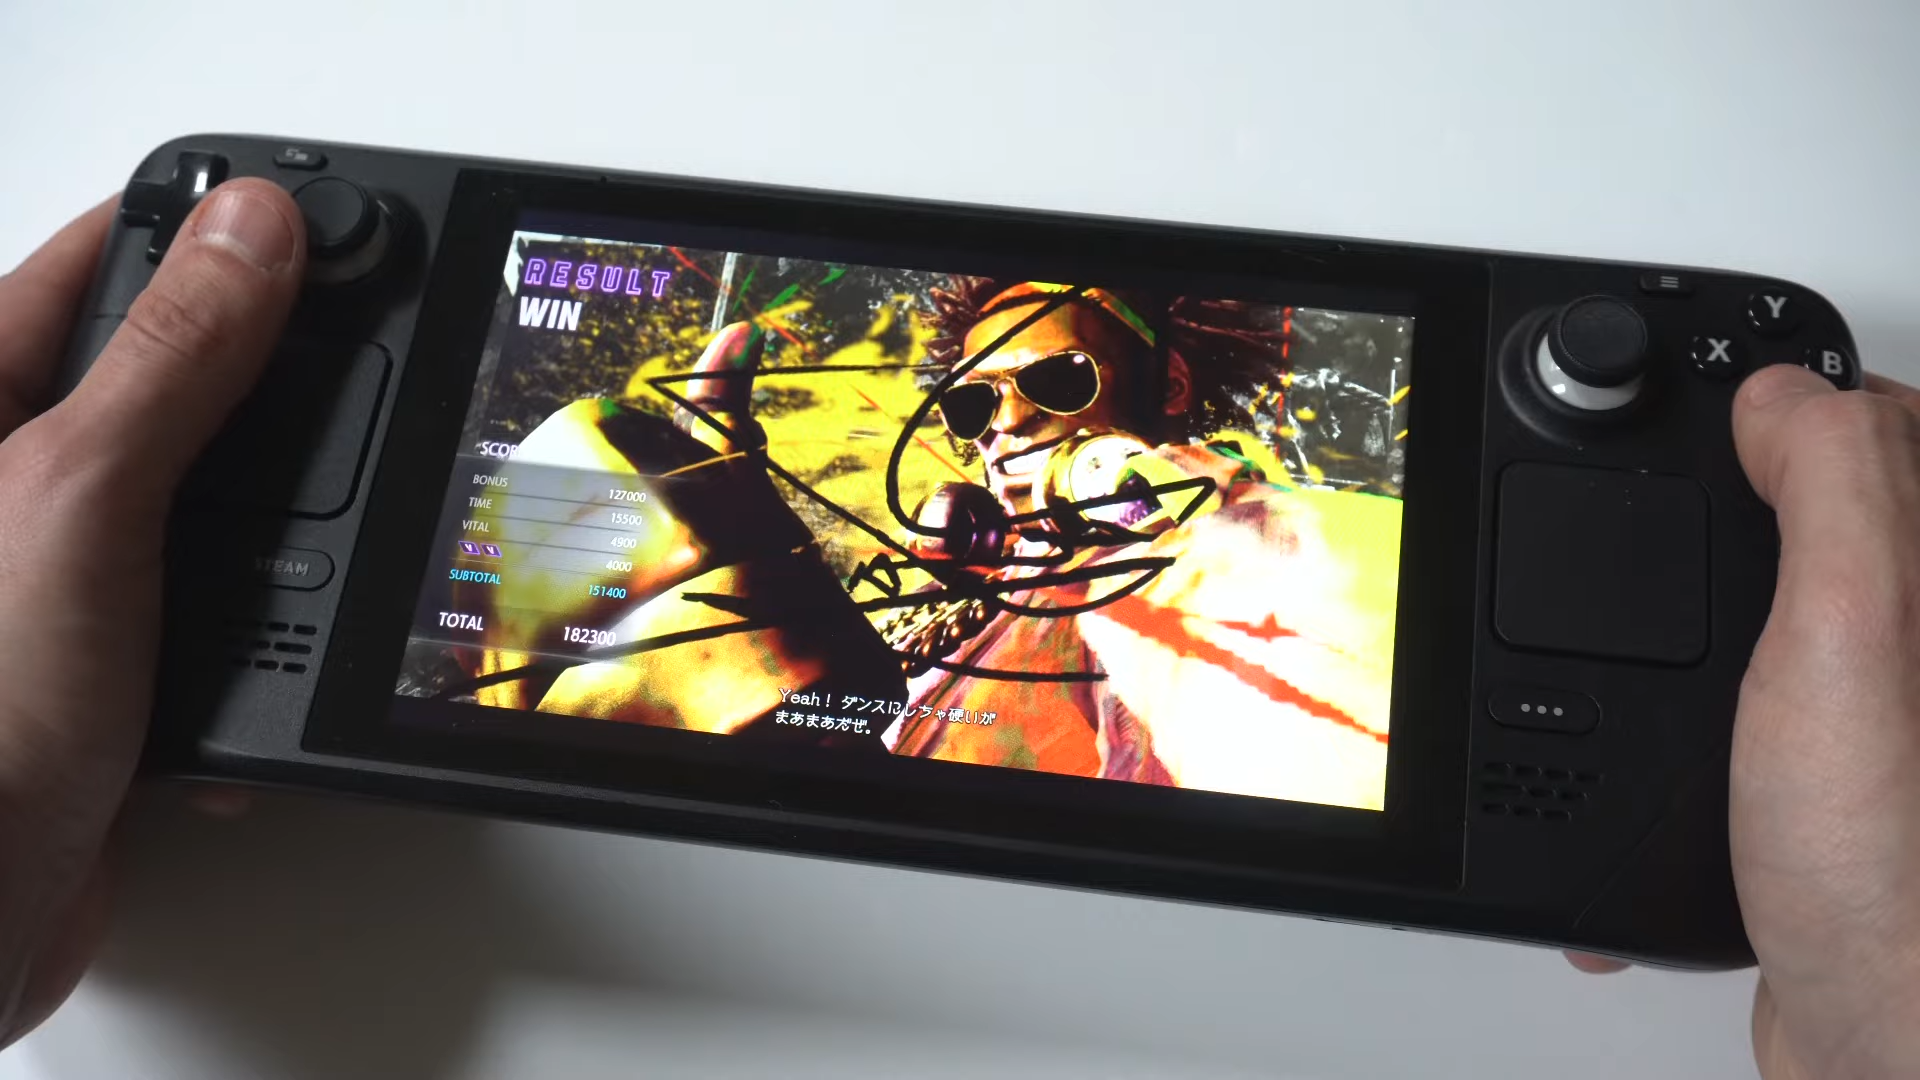 RESULT
WIN
SCOR
BONUS 127000
TIME 15500
VITAL 4900
V V 4000
SUBTOTAL 151400
TOTAL 182300
Yeah! ダンスにしちゃ硬いが
まあまあだぜ。
STEAM
Y
X
B